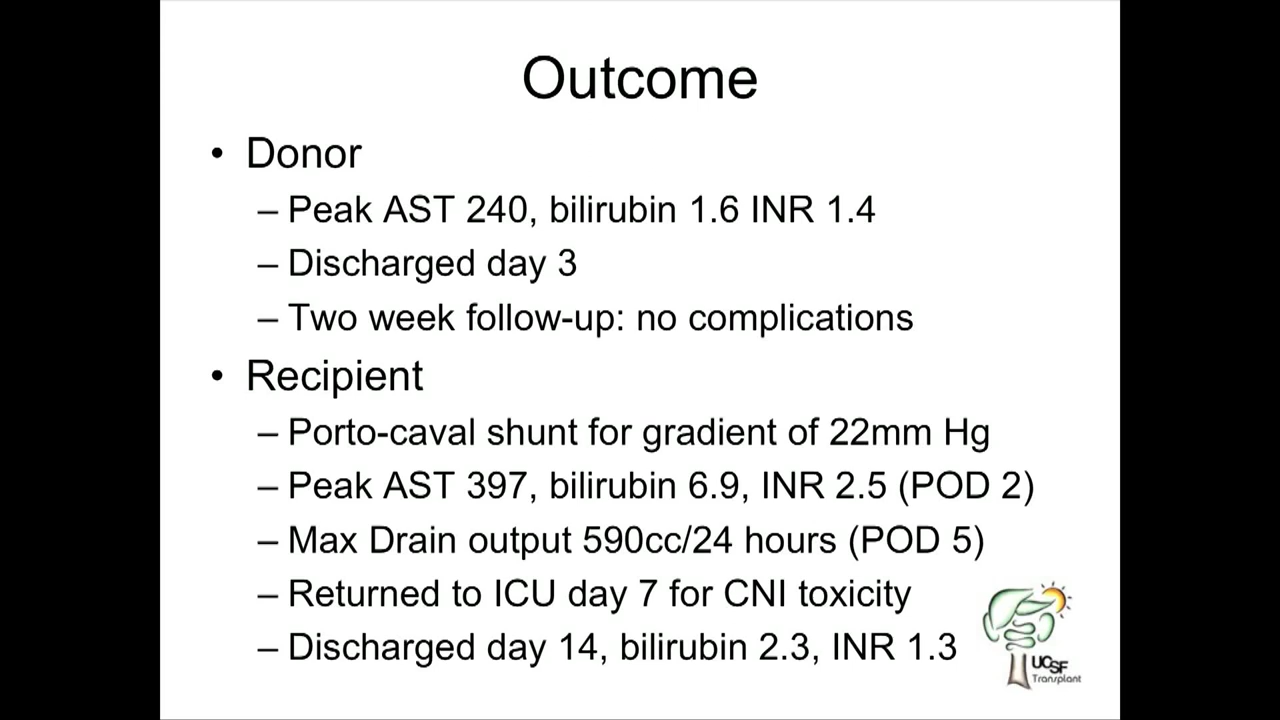 Outcome
• Donor
– Peak AST 240, bilirubin 1.6 INR 1.4
– Discharged day 3
– Two week follow-up: no complications
• Recipient
– Porto-caval shunt for gradient of 22mm Hg
– Peak AST 397, bilirubin 6.9, INR 2.5 (POD 2)
– Max Drain output 590cc/24 hours (POD 5)
– Returned to ICU day 7 for CNI toxicity
– Discharged day 14, bilirubin 2.3, INR 1.3
UCSF
Transplant